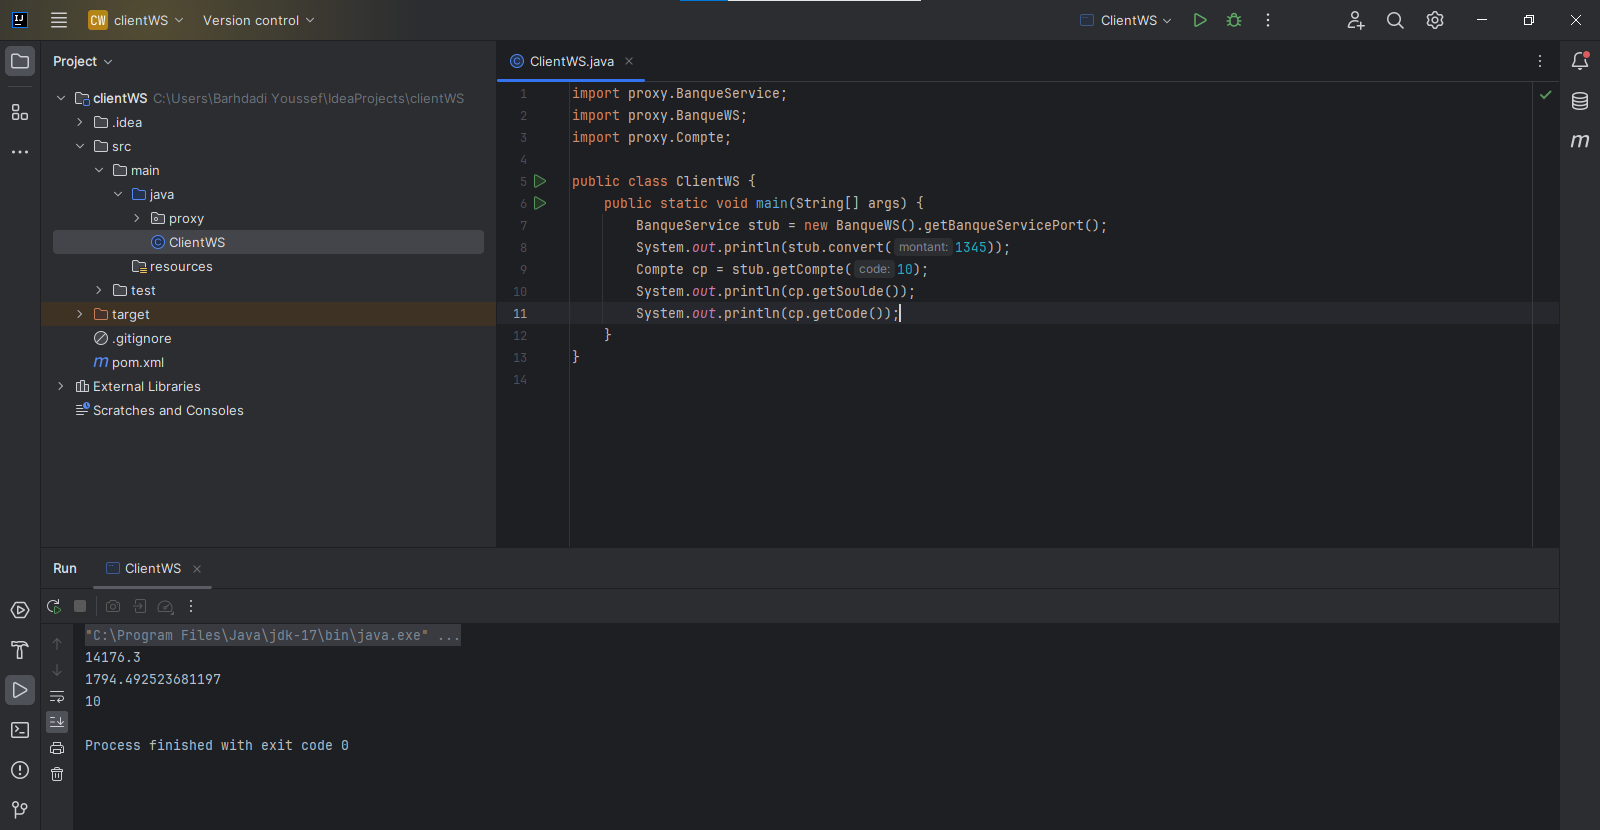 CW clientWS Version control ClientWS
Project
ClientWS.java
clientWS C:\Users\Barhdadi Youssef\IdeaProjects\clientWS
.idea
src
main
java
proxy
ClientWS
resources
test
target
.gitignore
m pom.xml
External Libraries
Scratches and Consoles
1 import proxy.BanqueService;
2 import proxy.BanqueWS;
3 import proxy.Compte;
4
5 public class ClientWS {
6 public static void main(String[] args) {
7 BanqueService stub = new BanqueWS().getBanqueServicePort();
8 System.out.println(stub.convert( montant: 1345));
9 Compte cp = stub.getCompte( code: 10);
10 System.out.println(cp.getSoulde());
11 System.out.println(cp.getCode());
12 }
13 }
14
m
Run ClientWS
"C:\Program Files\Java\jdk-17\bin\java.exe" ...
14176.3
1794.492523681197
10
Process finished with exit code 0